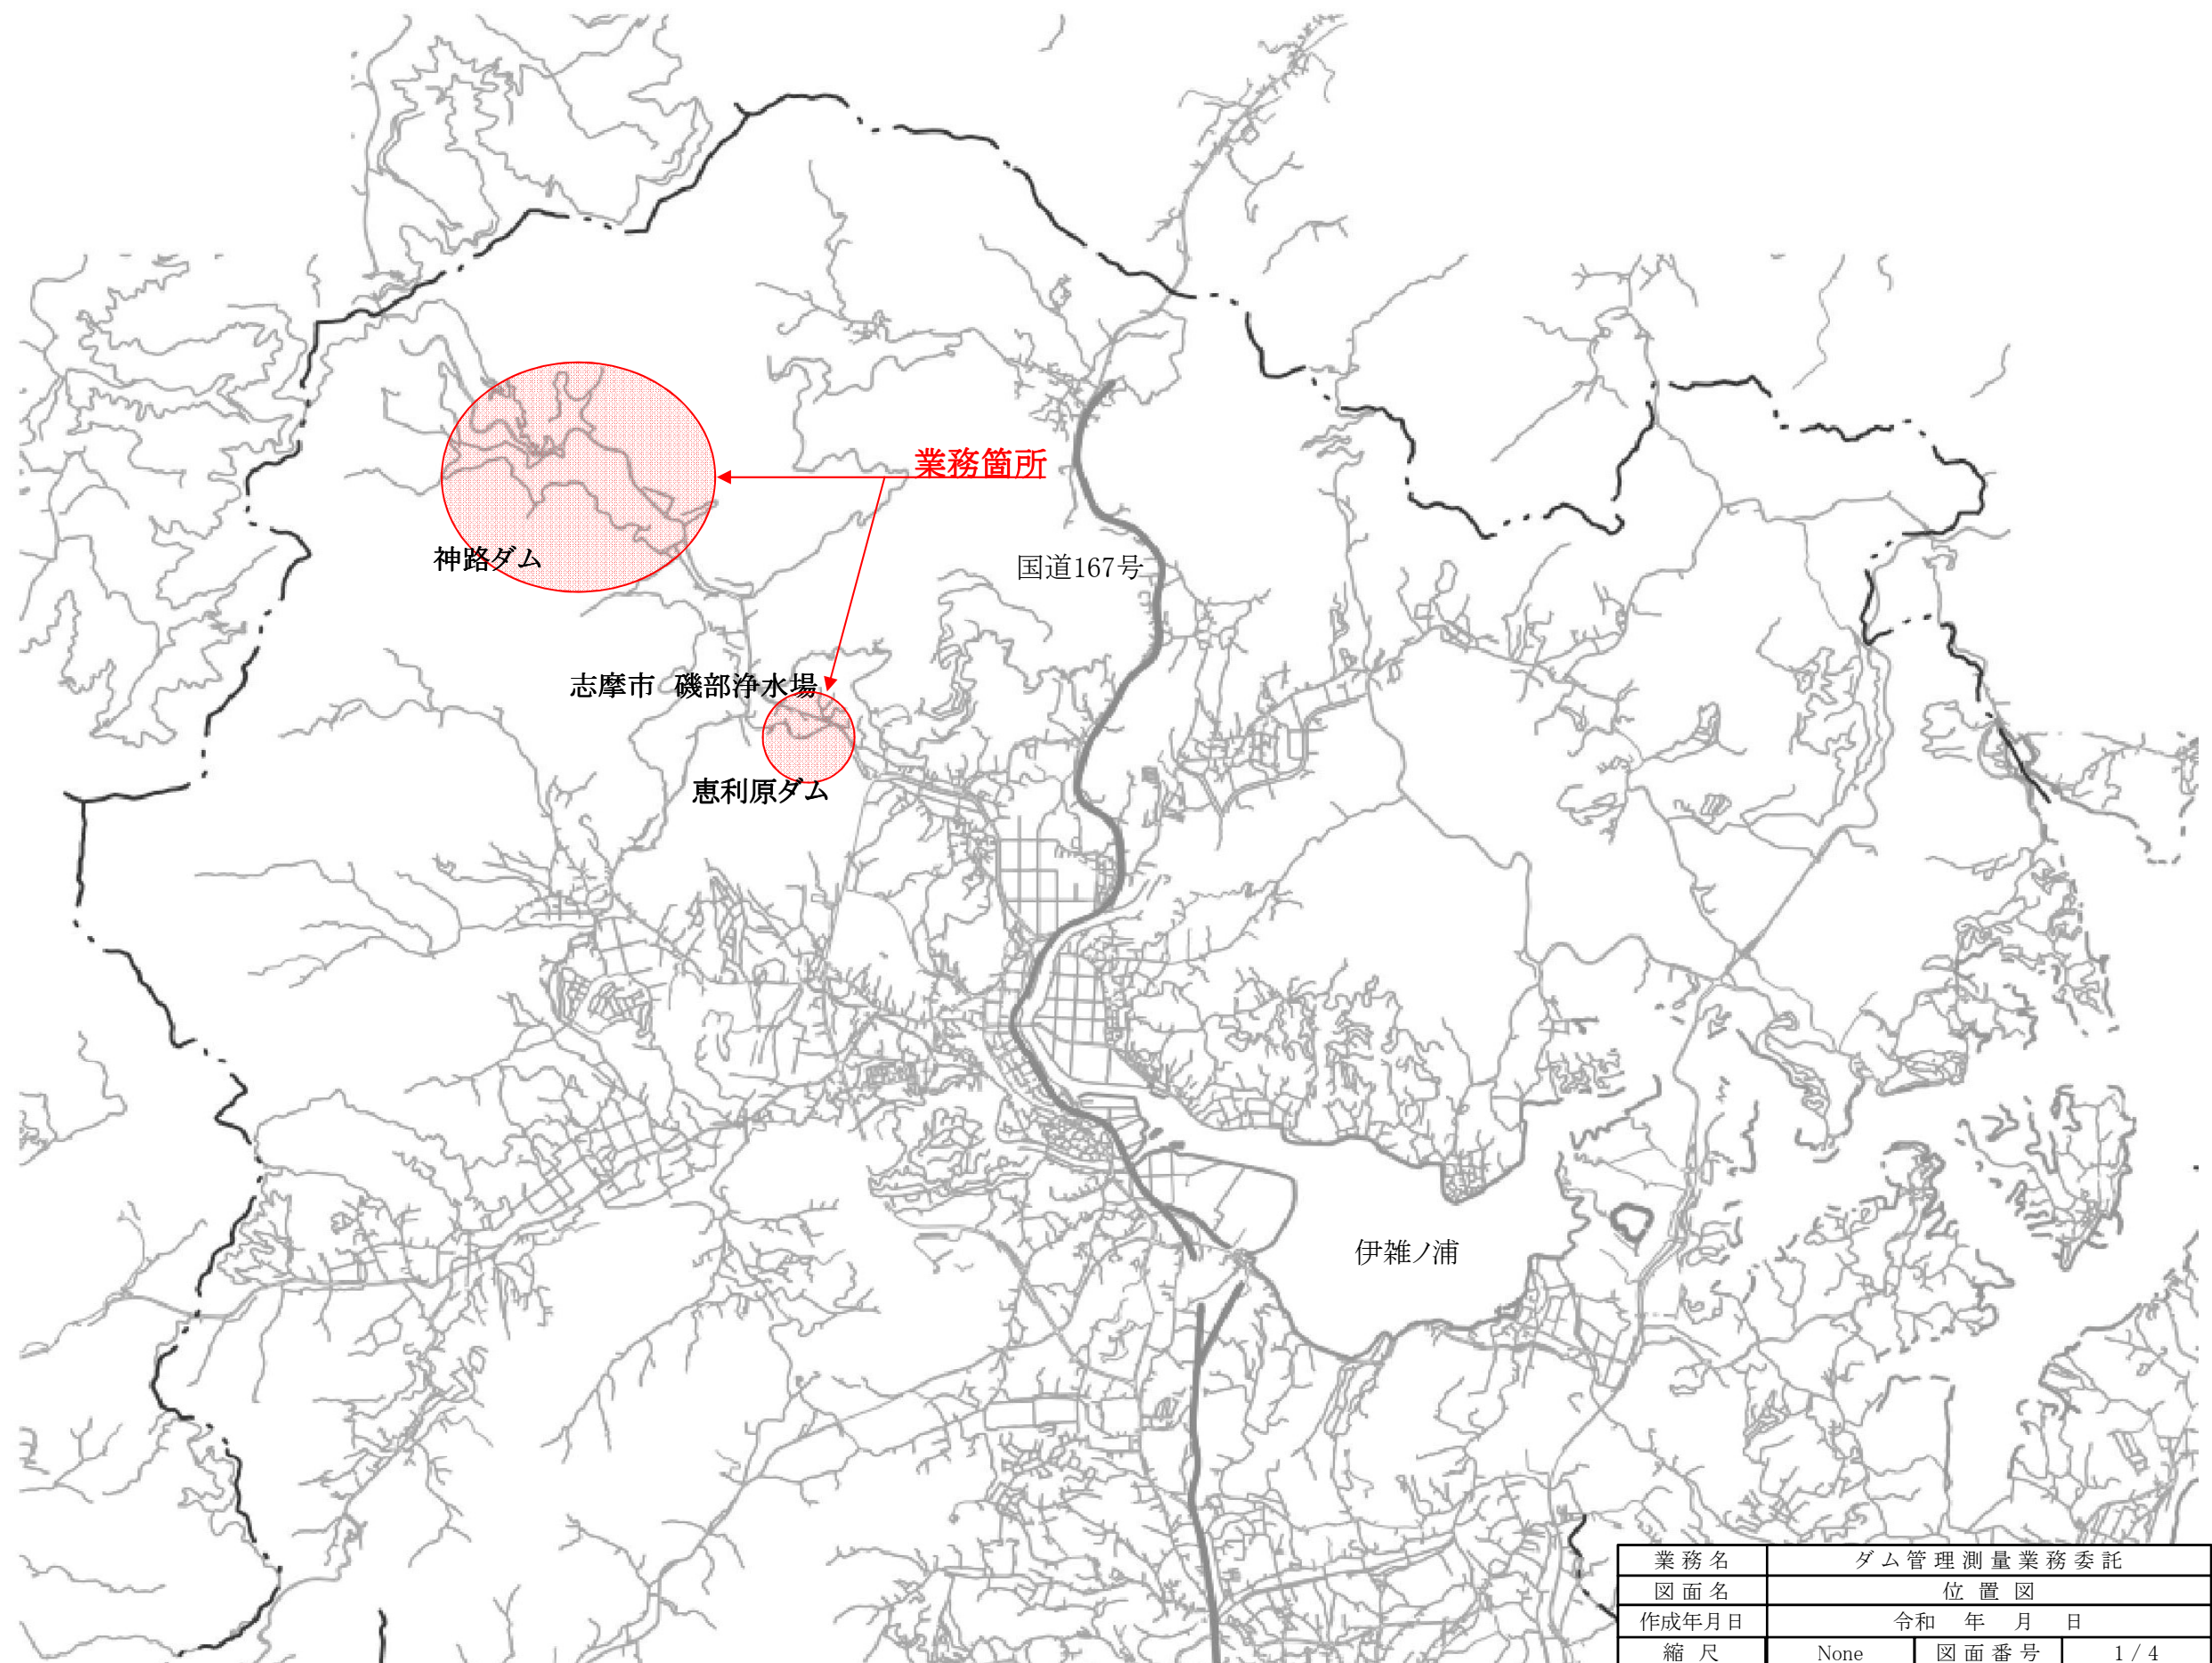 業務箇所
神路ダム
国道167号
志摩市 磯部浄水場
恵利原ダム
伊雑ノ浦
業務名 ダム管理測量業務委託
図面名 位置図
作成年月日 令和 年 月 日
縮尺 None 図面番号 1/4